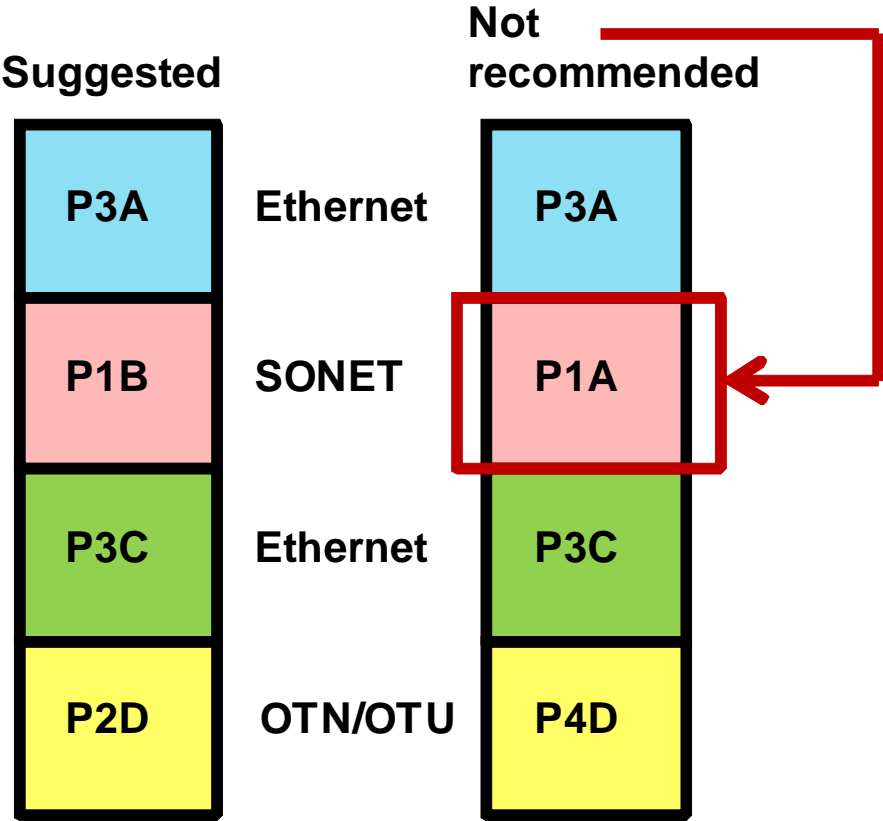 Suggested
Not
recommended
P3A
Ethernet
P3A
P1B
SONET
P1A
P3C
Ethernet
P3C
P2D
OTN/OTU
P4D